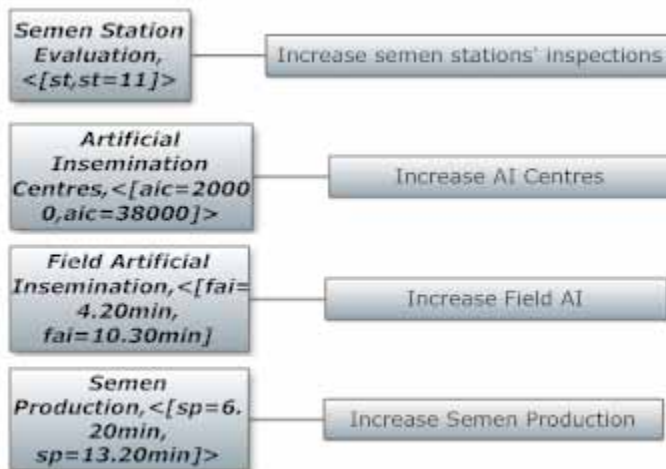 Semen Station
Evaluation,
<[st,st=11]>
Increase semen stations' inspections
Artificial
Insemination
Centres,<[aic=2000
0,aic=38000]>
Increase AI Centres
Field Artificial
Insemination,<[fai=
4.20min,
fai=10.30min]
Increase Field AI
Semen
Production,<[sp=6.
20min,
sp=13.20min]>
Increase Semen Production